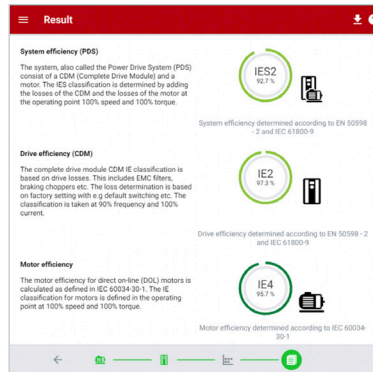 Result
System efficiency (PDS)
The system, also called the Power Drive System (PDS)
consist of a CDM (Complete Drive Module) and a
motor. The IES classification is determined by adding
the losses of the CDM and the losses of the motor at
the operating point 100% speed and 100% torque.
IES2
92.7 %
System efficiency determined according to EN 50598
- 2 and IEC 61800-9
Drive efficiency (CDM)
The complete drive module CDM IE classification is
based on drive losses. This includes EMC filters,
braking choppers etc. The loss determination is based
on factory setting with e.g default switching etc. The
classification is taken at 90% frequency and 100%
current.
IE2
97.3 %
Drive efficiency determined according to EN 50598 - 2
and IEC 61800-9
Motor efficiency
The motor efficiency for direct on-line (DOL) motors is
calculated as defined in IEC 60034-30-1. The IE
classification for motors is defined in the operating
point at 100% speed and 100% torque.
IE4
95.7 %
Motor efficiency determined according to IEC 60034-
30-1